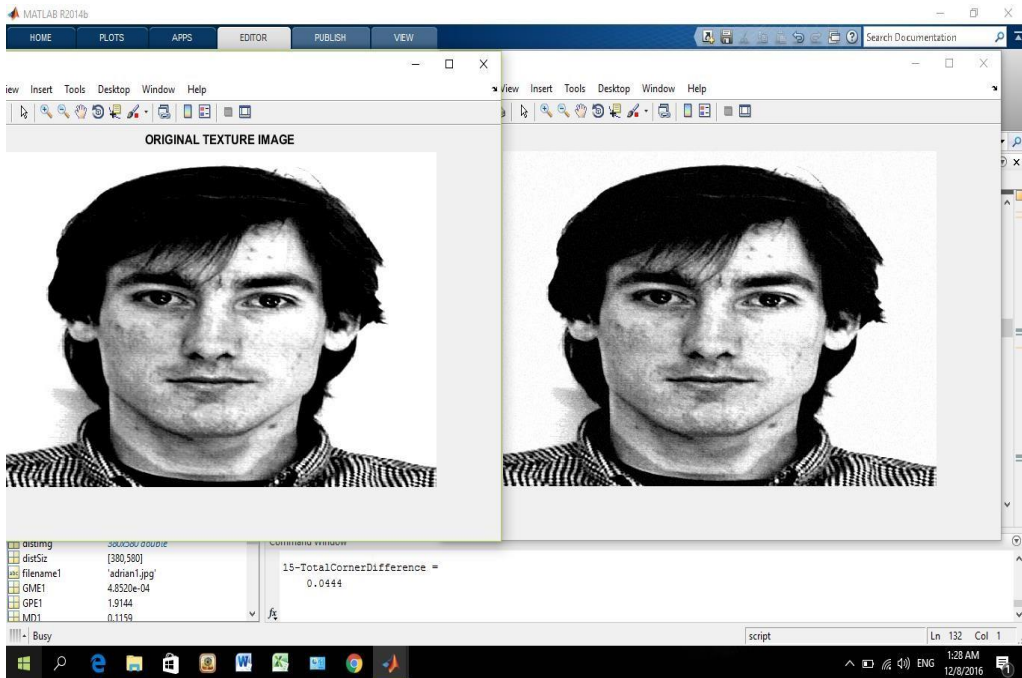 MATLAB R2014b
HOME PLOTS APPS EDITOR PUBLISH VIEW Search Documentation
iew Insert Tools Desktop Window Help
View Insert Tools Desktop Window Help
ORIGINAL TEXTURE IMAGE
distImg 380x580 double
distSiz [380,580]
filename1 'adrian1.jpg'
GME1 4.8520e-04
GPE1 1.9144
MD1 0.1159
Command Window
15-TotalCornerDifference =
0.0444
fx
Busy script Ln 132 Col 1
ENG 1:28 AM
12/8/2016